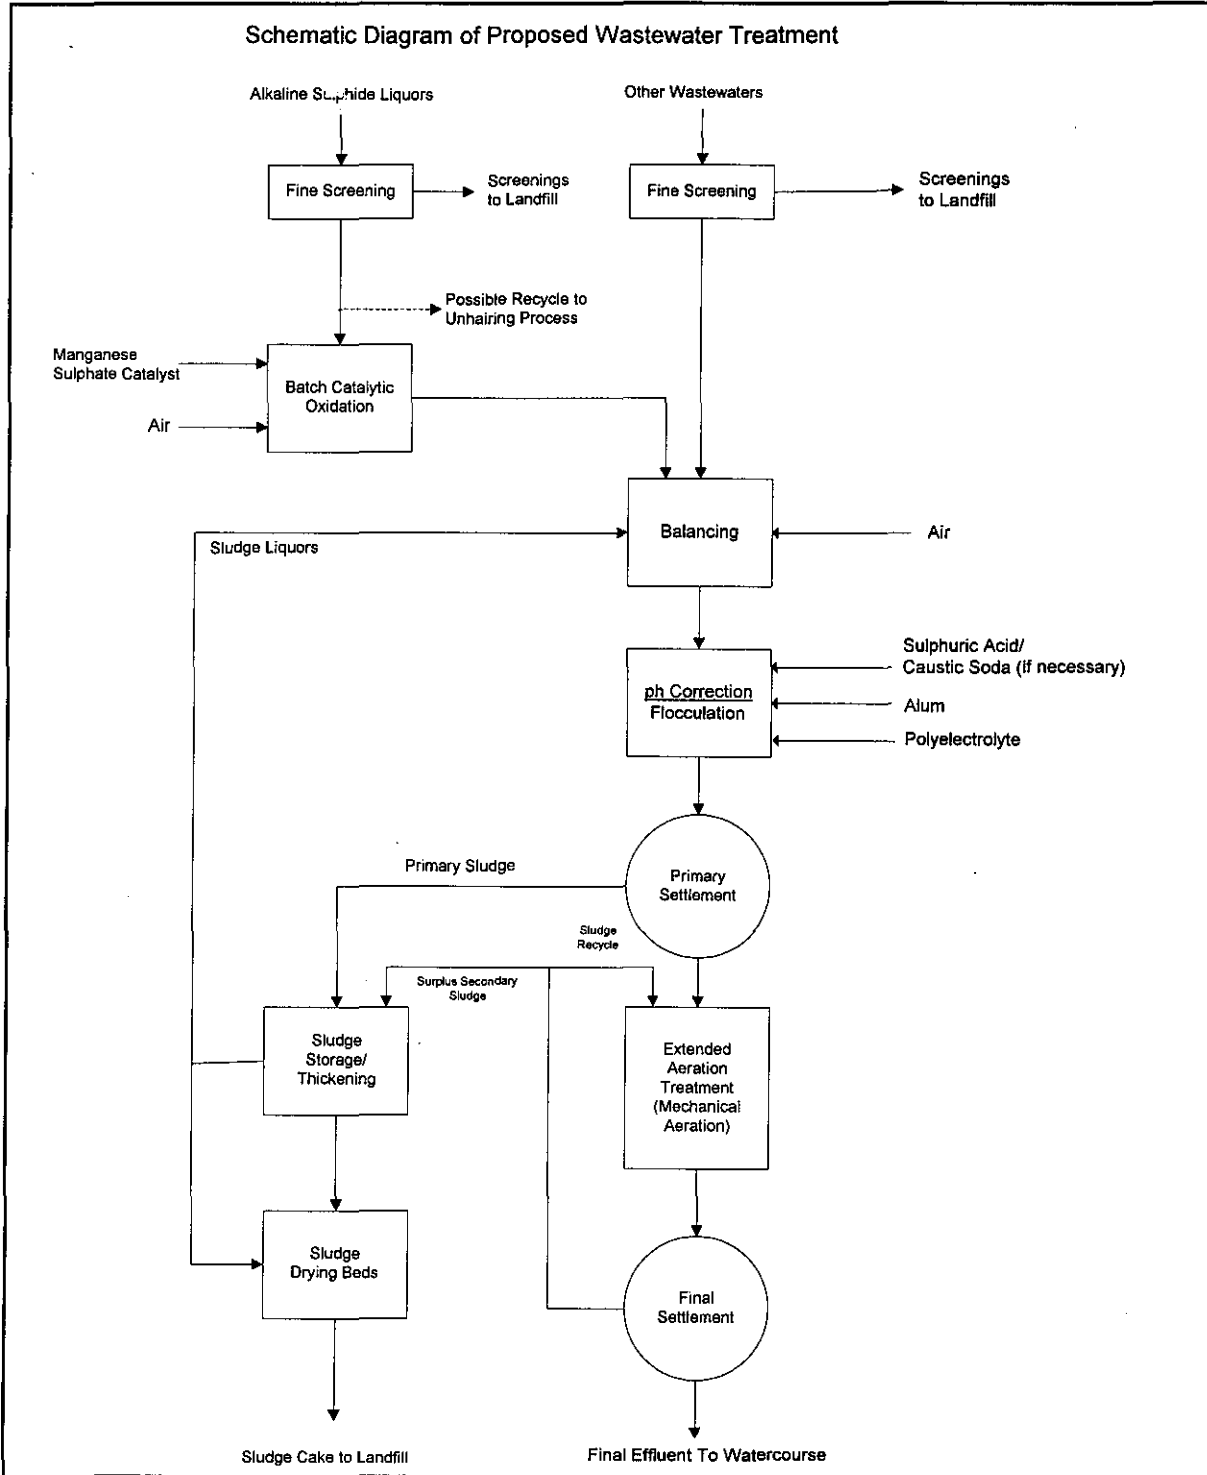 Schematic Diagram of Proposed Wastewater Treatment
Alkaline Sulphide Liquors
Other Wastewaters
Fine Screening
Screenings
to Landfill
Fine Screening
Screenings
to Landfill
Possible Recycle to
Unhairing Process
Manganese
Sulphate Catalyst
Air
Batch Catalytic
Oxidation
Sludge Liquors
Balancing
Air
ph Correction
Flocculation
Sulphuric Acid/
Caustic Soda (if necessary)
Alum
Polyelectrolyte
Primary Sludge
Primary
Settlement
Sludge
Recycle
Surplus Secondary
Sludge
Sludge
Storage/
Thickening
Extended
Aeration
Treatment
(Mechanical
Aeration)
Sludge
Drying Beds
Final
Settlement
Sludge Cake to Landfill
Final Effluent To Watercourse